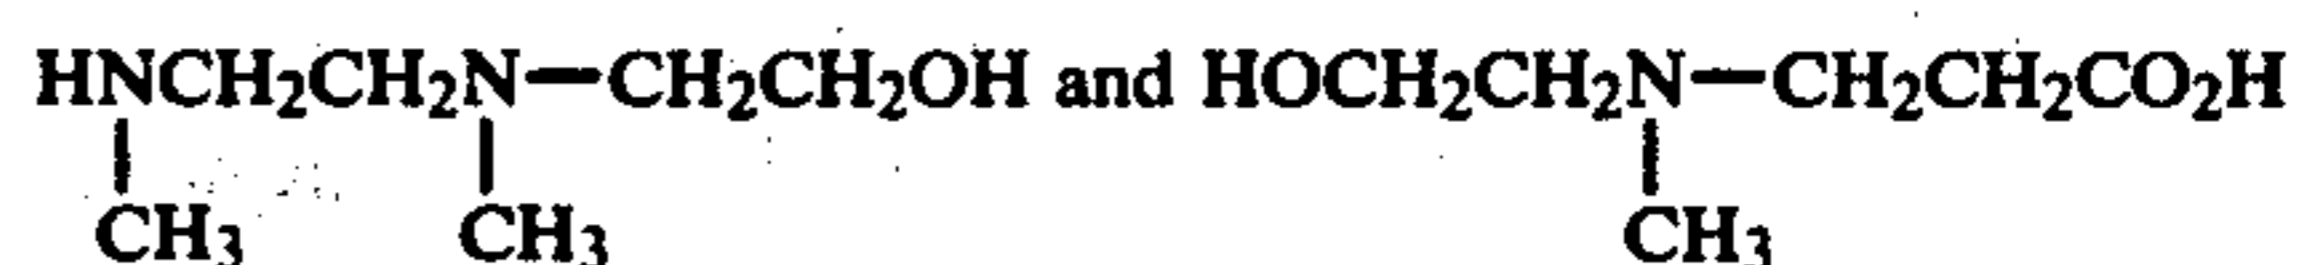 HNCH₂CH₂N—CH₂CH₂OH and HOCH₂CH₂N—CH₂CH₂CO₂H
CH₃ CH₃ CH₃